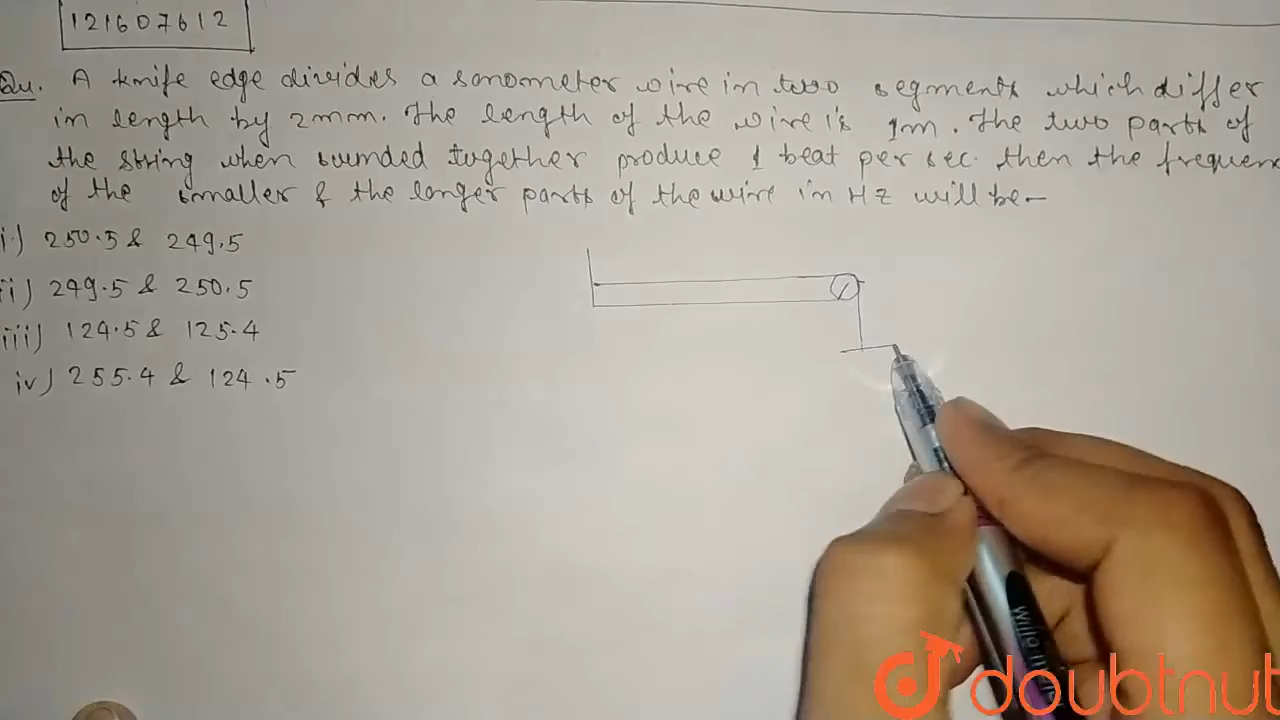 121607612
Qu. A knife edge divides a sonometer wire in two segments which differ
in length by 2mm. The length of the wire is 1m. The two parts of
the string when sounded together produce 1 beat per sec. then the frequen
of the smaller & the longer parts of the wire in HZ will be-
i) 250.5 & 249.5
ii) 249.5 & 250.5
iii) 124.5 & 125.4
iv) 255.4 & 124.5
doubtnut